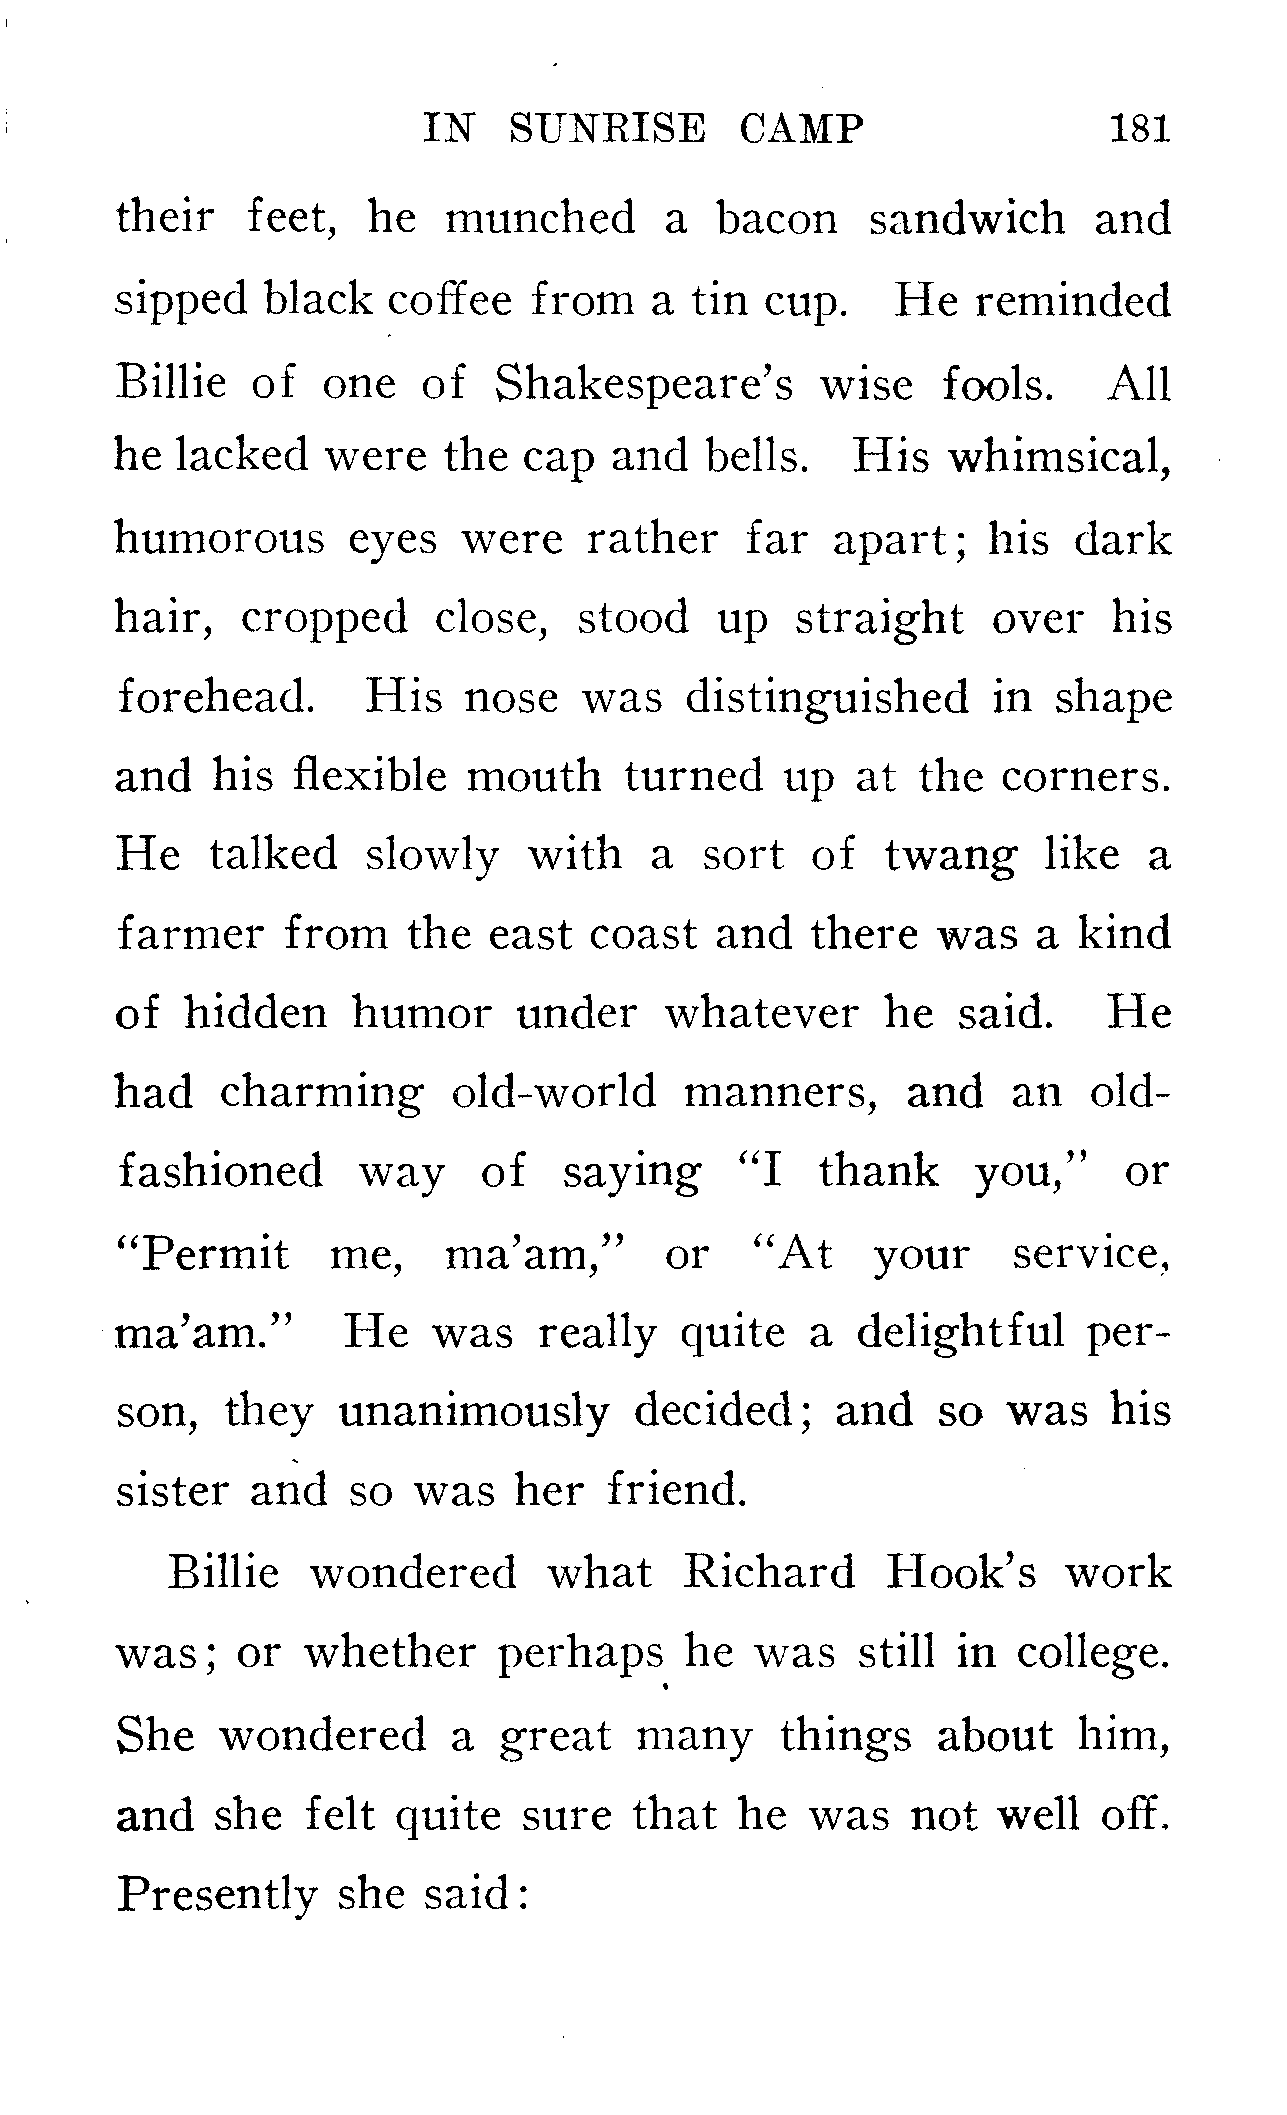 IN SUNRISE CAMP 181
their feet, he munched a bacon sandwich and
sipped black coffee from a tin cup. He reminded
Billie of one of Shakespeare's wise fools. All
he lacked were the cap and bells. His whimsical,
humorous eyes were rather far apart; his dark
hair, cropped close, stood up straight over his
forehead. His nose was distinguished in shape
and his flexible mouth turned up at the corners.
He talked slowly with a sort of twang like a
farmer from the east coast and there was a kind
of hidden humor under whatever he said. He
had charming old-world manners, and an old-
fashioned way of saying "I thank you," or
"Permit me, ma'am," or "At your service,
ma'am." He was really quite a delightful per-
son, they unanimously decided; and so was his
sister and so was her friend.
Billie wondered what Richard Hook's work
was; or whether perhaps he was still in college.
She wondered a great many things about him,
and she felt quite sure that he was not well off.
Presently she said: